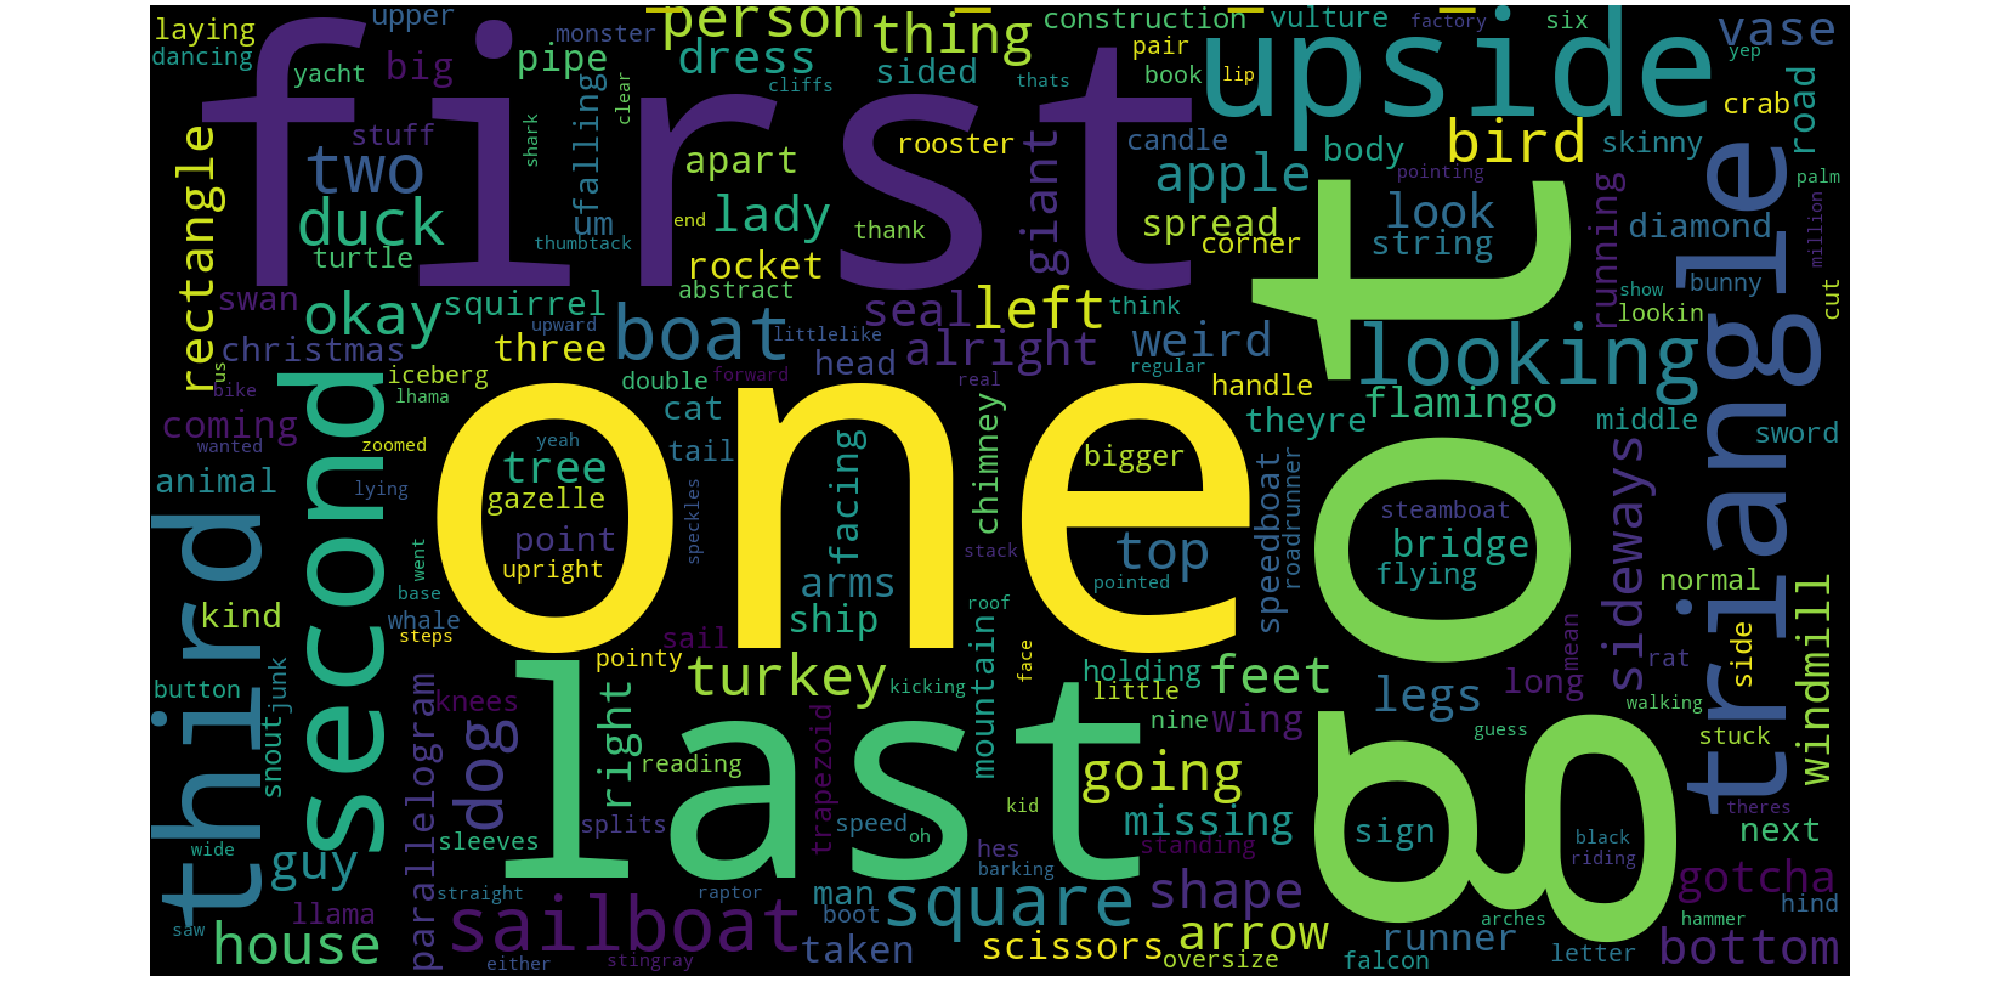 laying upper person thing construction vulture factory six vase
dancing monster dress pair upside yep
yacht big pipe cliffs sided thats book lip crab road
first
stuff shark cfalling clear rooster candle bird skinny
rectangle two apart giant apple body pointing palm
duck um end lady thank spread look diamond million
turtle thumbtack rocket corner string running triangle
swan okay squirrel abstract seal left think got show bunny
christmas upward boat littlelike alright weird looking lookin cut
us three head regular
bike iceberg double forward real handle flamingo
coming lhama cat chimney theyre middle
wanted zoomed yeah tail facing bigger sword
animal second lying tree one speedboat roadrunner sideways
third gazelle speckles steamboat
went point stack top bridge
base upright arms pointed flying normal
kind whale ship roof windmill
steps sail mountain face mean
pointy turkey holding feet side rat
button junk knees right last kicking little legs long walking
snout parallelogram dog trapezoid nine wing guess stuck
reading going
splits kid theres
wide sleeves speed oh missing sign black next
guy hes barking standing riding
straight raptor man square shape gotcha
llama sailboat boot arrow arches hammer hind
saw house taken scissors runner bottom
either stingray oversize falcon letter